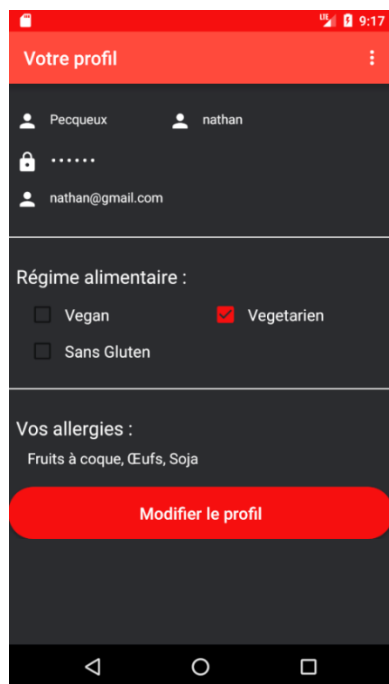 LTE 9:17
Votre profil
Pecqueux nathan
······
nathan@gmail.com
Régime alimentaire :
Vegan Vegetarien
Sans Gluten
Vos allergies :
Fruits à coque, Œufs, Soja
Modifier le profil